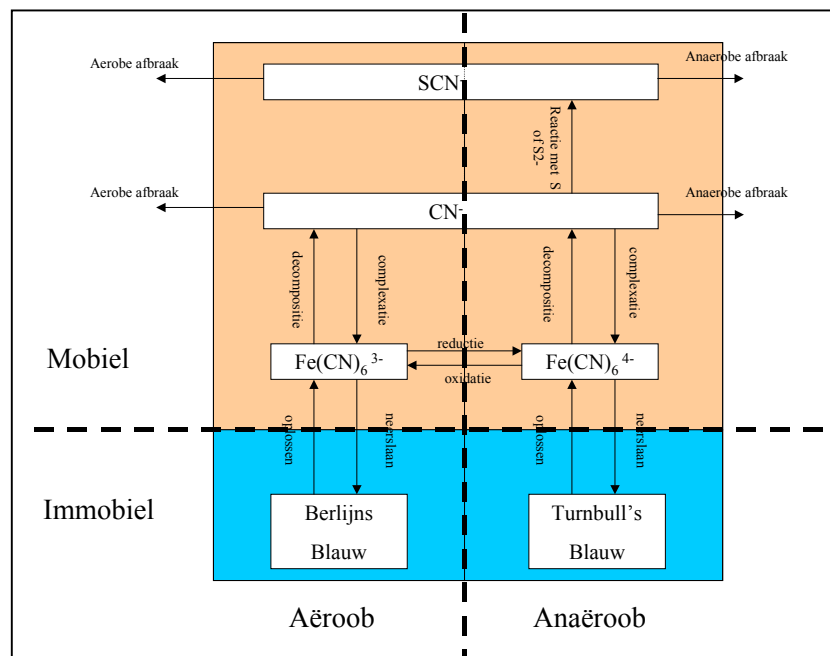 Aerobe afbraak
Anaerobe afbraak
SCN-
Reactie met S
of S2-
Aerobe afbraak
Anaerobe afbraak
CN-
decompositie
complexatie
decompositie
complexatie
Mobiel
Fe(CN)6 3-
reductie
oxidatie
Fe(CN)6 4-
oplossen
neerslaan
oplossen
neerslaan
Immobiel
Berlijns
Blauw
Turnbull's
Blauw
Aëroob
Anaëroob